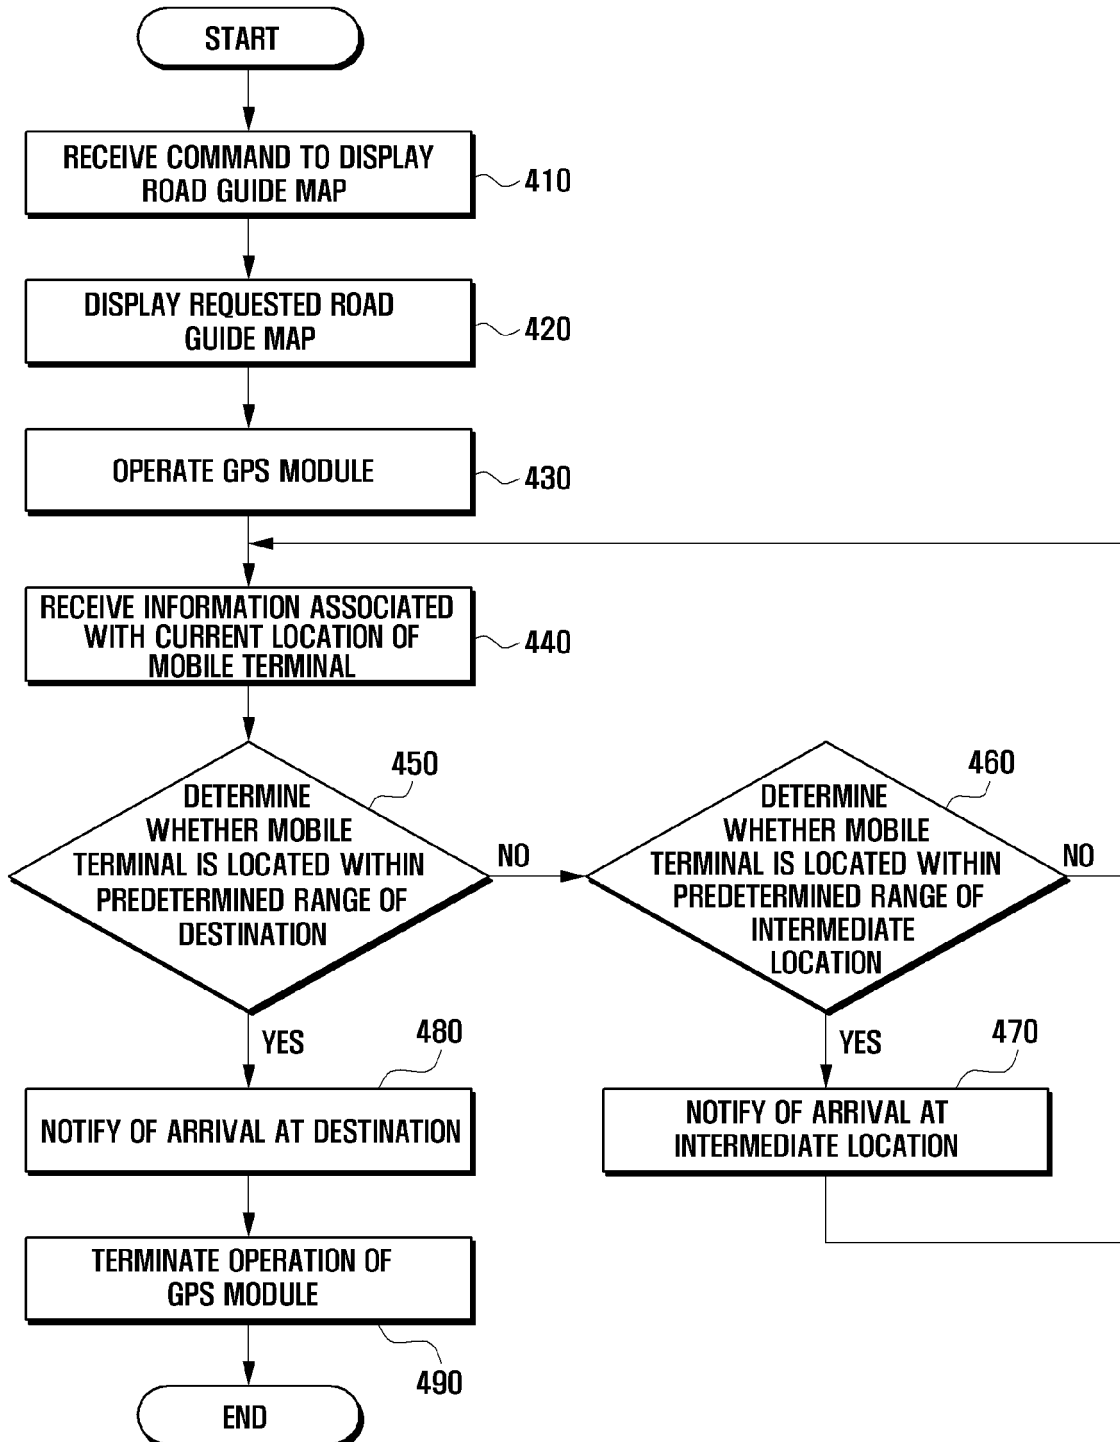 START
RECEIVE COMMAND TO DISPLAY
ROAD GUIDE MAP
410
DISPLAY REQUESTED ROAD
GUIDE MAP
420
OPERATE GPS MODULE
430
RECEIVE INFORMATION ASSOCIATED
WITH CURRENT LOCATION OF
MOBILE TERMINAL
440
450
DETERMINE
WHETHER MOBILE
TERMINAL IS LOCATED WITHIN
PREDETERMINED RANGE OF
DESTINATION
NO
460
DETERMINE
WHETHER MOBILE
TERMINAL IS LOCATED WITHIN
PREDETERMINED RANGE OF
INTERMEDIATE
LOCATION
NO
YES
480
NOTIFY OF ARRIVAL AT DESTINATION
YES
470
NOTIFY OF ARRIVAL AT
INTERMEDIATE LOCATION
TERMINATE OPERATION OF
GPS MODULE
490
END